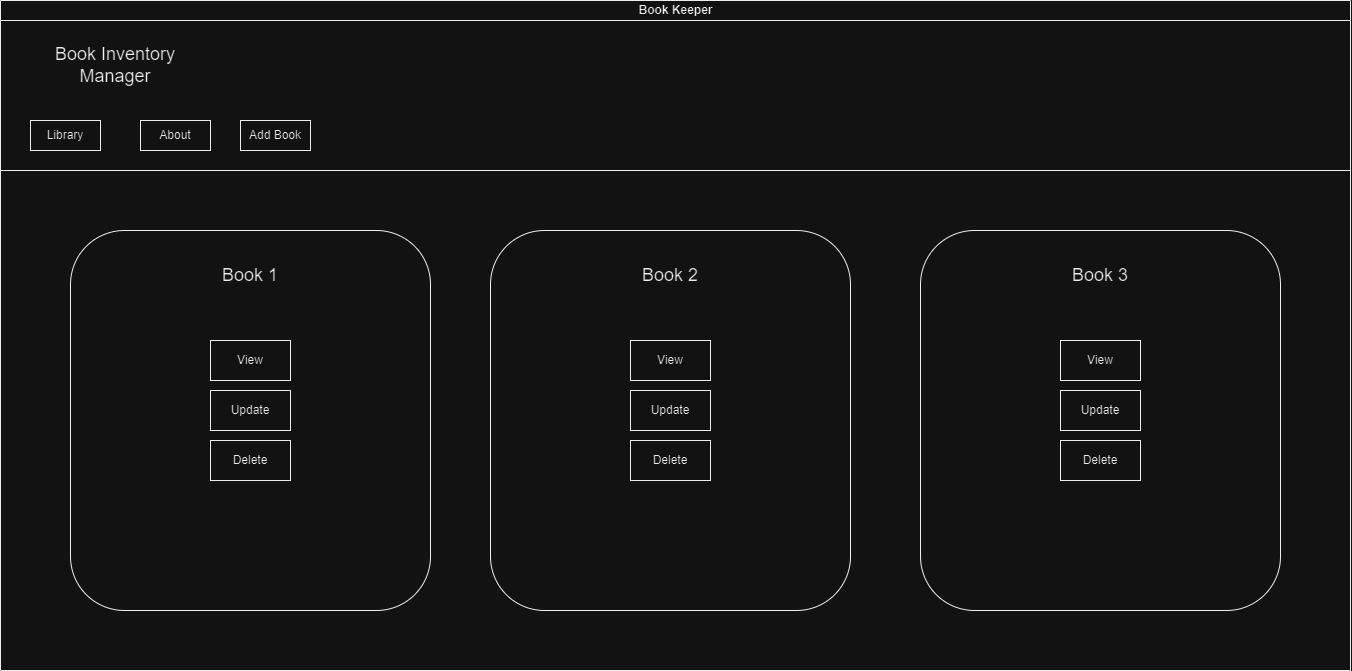 Book Keeper
Book Inventory
Manager
Library
About
Add Book
Book 1
View
Update
Delete
Book 2
View
Update
Delete
Book 3
View
Update
Delete